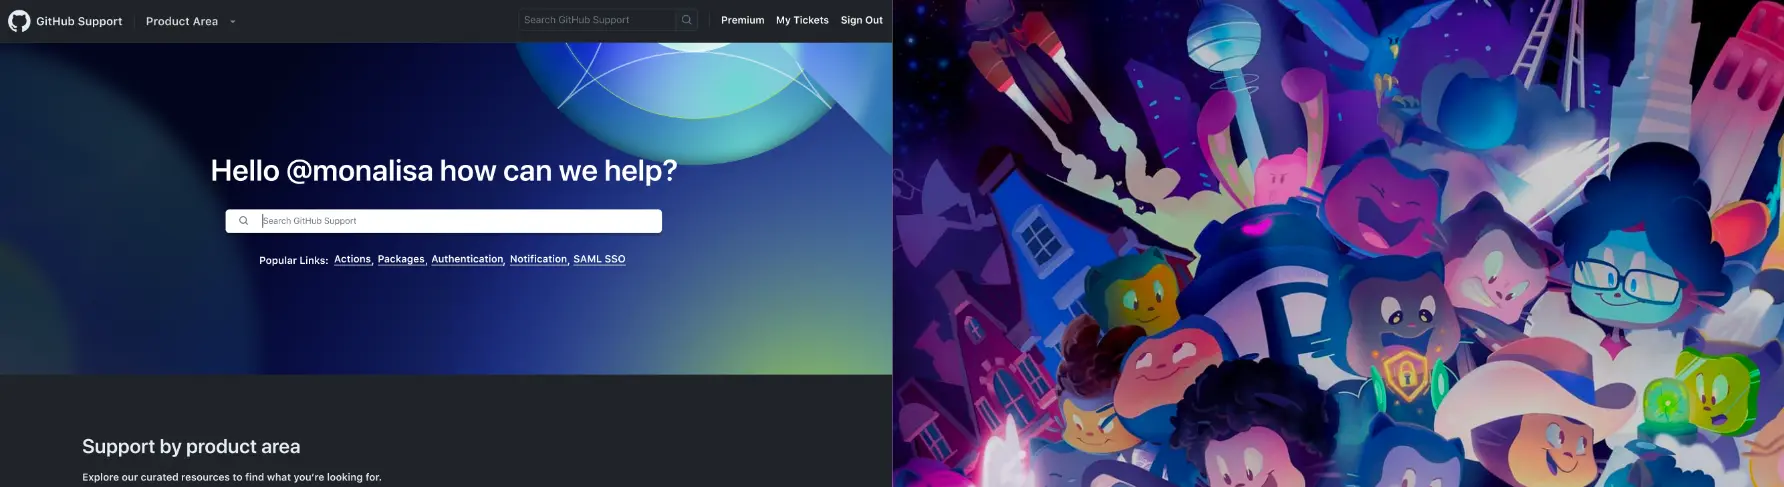 GitHub Support
Product Area
Search GitHub Support
Premium
My Tickets
Sign Out
Hello @monalisa how can we help?
Search GitHub Support
Popular Links: Actions, Packages, Authentication, Notification, SAML SSO
Support by product area
Explore our curated resources to find what you're looking for.